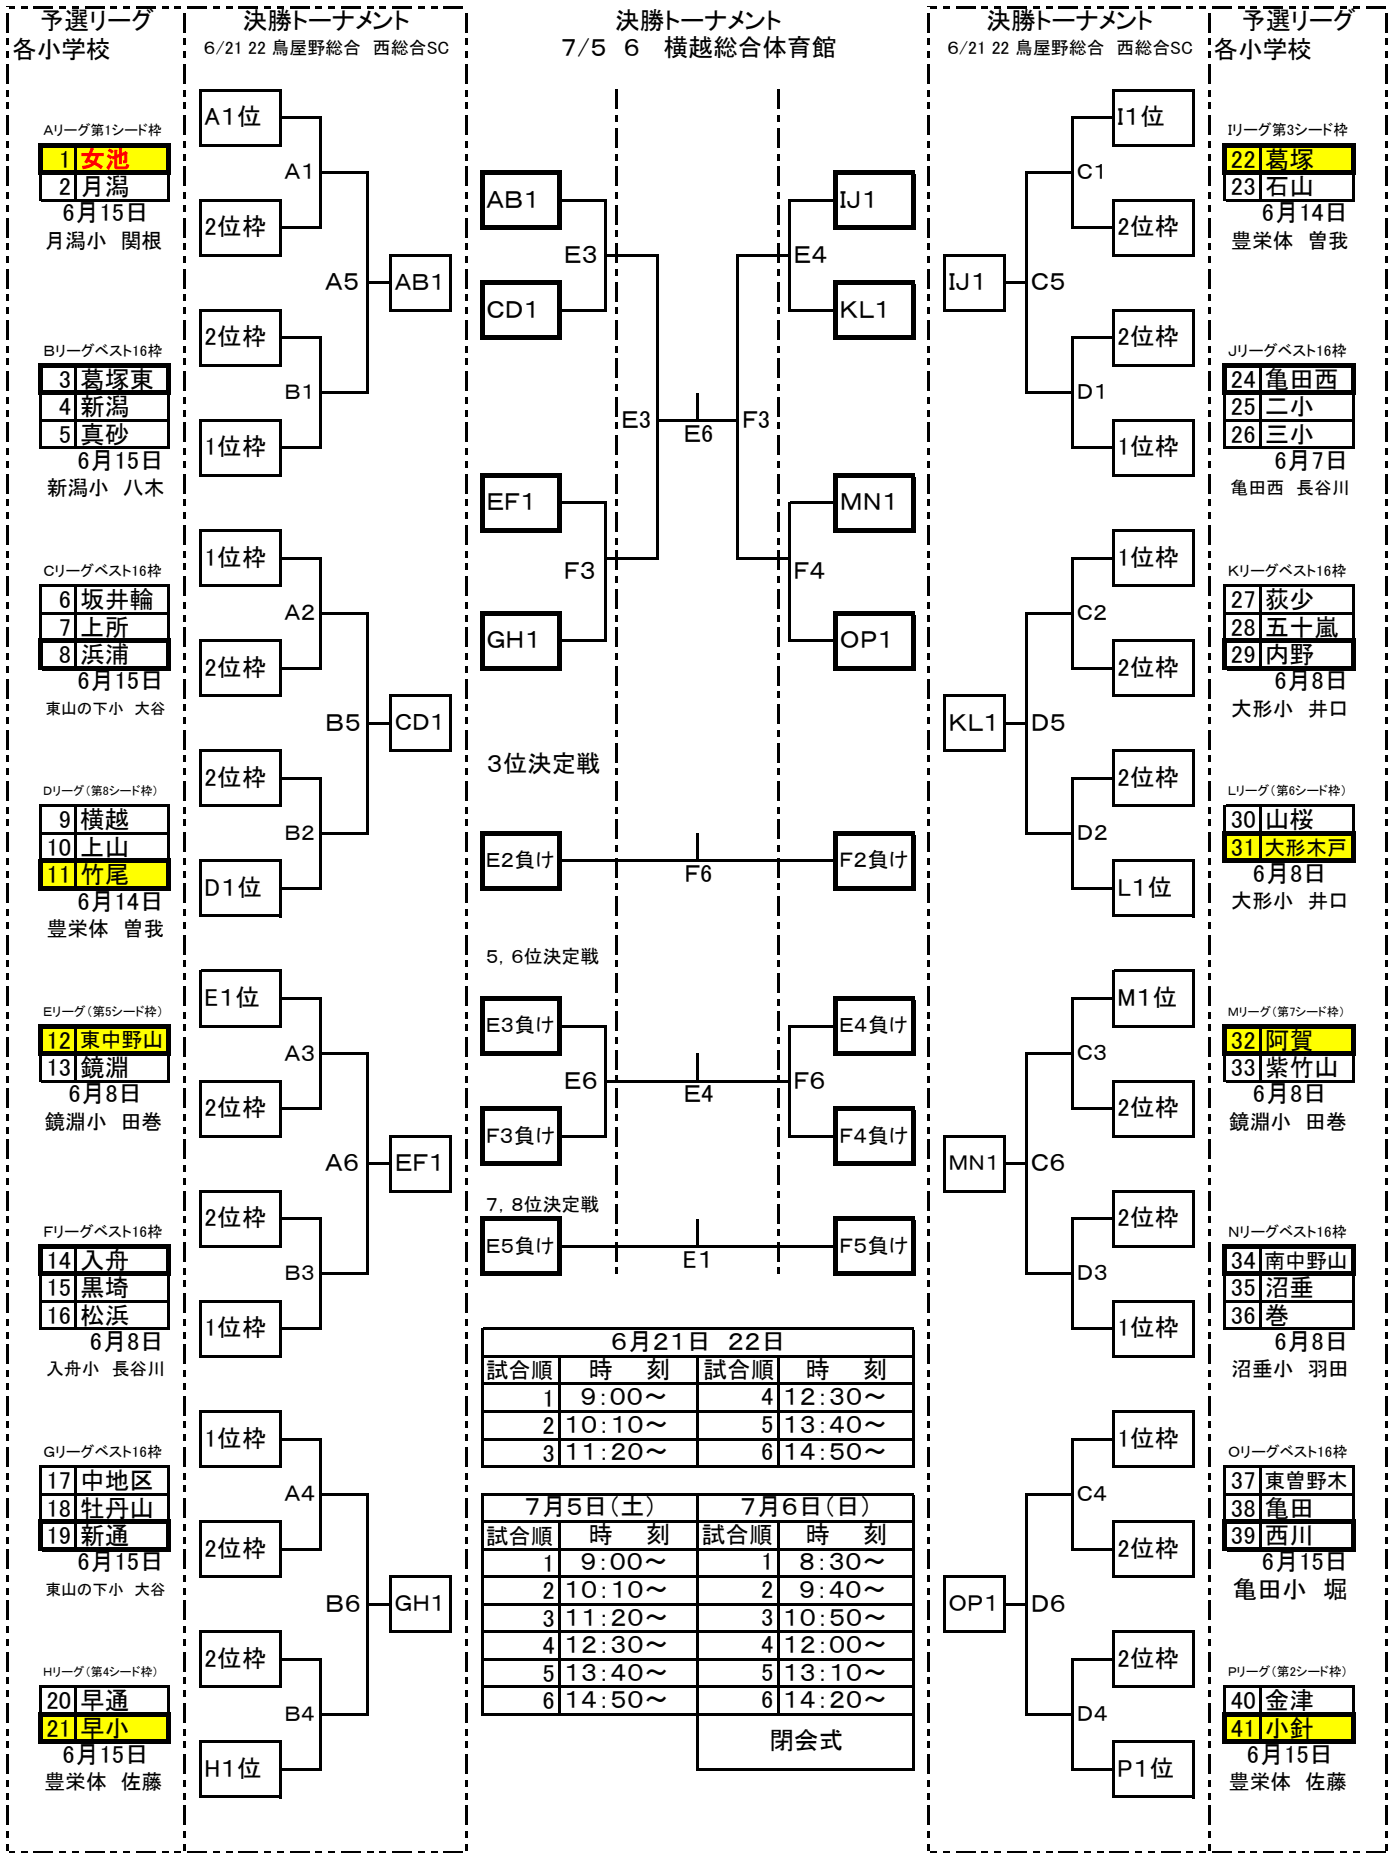 予選リーグ
各小学校
Aリーグ第1シード枠
1 女池
2 月潟
6月15日
月潟小 関根
Bリーグベスト16枠
3 葛塚東
4 新潟
5 真砂
6月15日
新潟小 八木
Cリーグベスト16枠
6 坂井輪
7 上所
8 浜浦
6月15日
東山の下小 大谷
Dリーグ(第8シード枠)
9 横越
10 上山
11 竹尾
6月14日
豊栄体 曽我
Eリーグ(第5シード枠)
12 東中野山
13 鏡淵
6月8日
鏡淵小 田巻
Fリーグベスト16枠
14 入舟
15 黒埼
16 松浜
6月8日
入舟小 長谷川
Gリーグベスト16枠
17 中地区
18 牡丹山
19 新通
6月15日
東山の下小 大谷
Hリーグ(第4シード枠)
20 早通
21 早小
6月15日
豊栄体 佐藤
決勝トーナメント
6/21 22 鳥屋野総合 西総合SC
A1位
A1
2位枠
A5
AB1
2位枠
B1
1位枠
1位枠
A2
2位枠
B5
CD1
2位枠
B2
D1位
E1位
A3
2位枠
A6
EF1
2位枠
B3
1位枠
1位枠
A4
2位枠
B6
GH1
2位枠
B4
H1位
決勝トーナメント
7/5 6 横越総合体育館
AB1
IJ1
E3
E4
CD1
KL1
E3
E6
F3
EF1
MN1
F3
F4
GH1
OP1
3位決定戦
E2負け
F6
F2負け
5,6位決定戦
E3負け
E4負け
E6
E4
F6
F3負け
F4負け
7,8位決定戦
E5負け
E1
F5負け
6月21日 22日
試合順 時 刻 試合順 時 刻
1 9:00～ 4 12:30～
2 10:10～ 5 13:40～
3 11:20～ 6 14:50～
7月5日(土) 7月6日(日)
試合順 時 刻 試合順 時 刻
1 9:00～ 1 8:30～
2 10:10～ 2 9:40～
3 11:20～ 3 10:50～
4 12:30～ 4 12:00～
5 13:40～ 5 13:10～
6 14:50～ 6 14:20～
閉会式
決勝トーナメント
6/21 22 鳥屋野総合 西総合SC
I1位
C1
2位枠
IJ1
C5
2位枠
D1
1位枠
1位枠
C2
2位枠
KL1
D5
2位枠
D2
L1位
M1位
C3
2位枠
MN1
C6
2位枠
D3
1位枠
1位枠
C4
2位枠
OP1
D6
2位枠
D4
P1位
予選リーグ
各小学校
Iリーグ第3シード枠
22 葛塚
23 石山
6月14日
豊栄体 曽我
Jリーグベスト16枠
24 亀田西
25 二小
26 三小
6月7日
亀田西 長谷川
Kリーグベスト16枠
27 荻少
28 五十嵐
29 内野
6月8日
大形小 井口
Lリーグ(第6シード枠)
30 山桜
31 大形木戸
6月8日
大形小 井口
Mリーグ(第7シード枠)
32 阿賀
33 紫竹山
6月8日
鏡淵小 田巻
Nリーグベスト16枠
34 南中野山
35 沼垂
36 巻
6月8日
沼垂小 羽田
Oリーグベスト16枠
37 東曽野木
38 亀田
39 西川
6月15日
亀田小 堀
Pリーグ(第2シード枠)
40 金津
41 小針
6月15日
豊栄体 佐藤